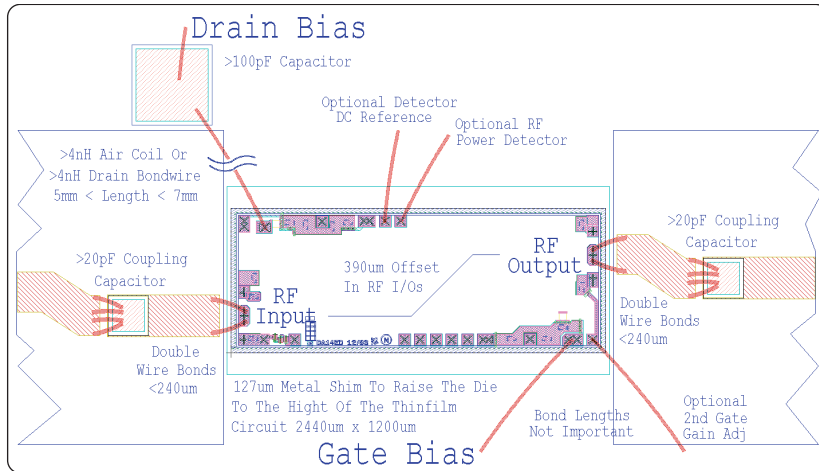 Drain Bias
>100pF Capacitor
Optional Detector
DC Reference
Optional RF
Power Detector
>4nH Air Coil Or
>4nH Drain Bondwire
5mm < Length < 7mm
>20pF Coupling
Capacitor
>20pF Coupling
Capacitor
RF
Output
390um Offset
In RF I/Os
RF
Input
Double
Wire Bonds
<240um
Double
Wire Bonds
<240um
127um Metal Shim To Raise The Die
To The Hight Of The Thinfilm
Circuit 2440um x 1200um
Bond Lengths
Not Important
Optional
2nd Gate
Gain Adj
Gate Bias